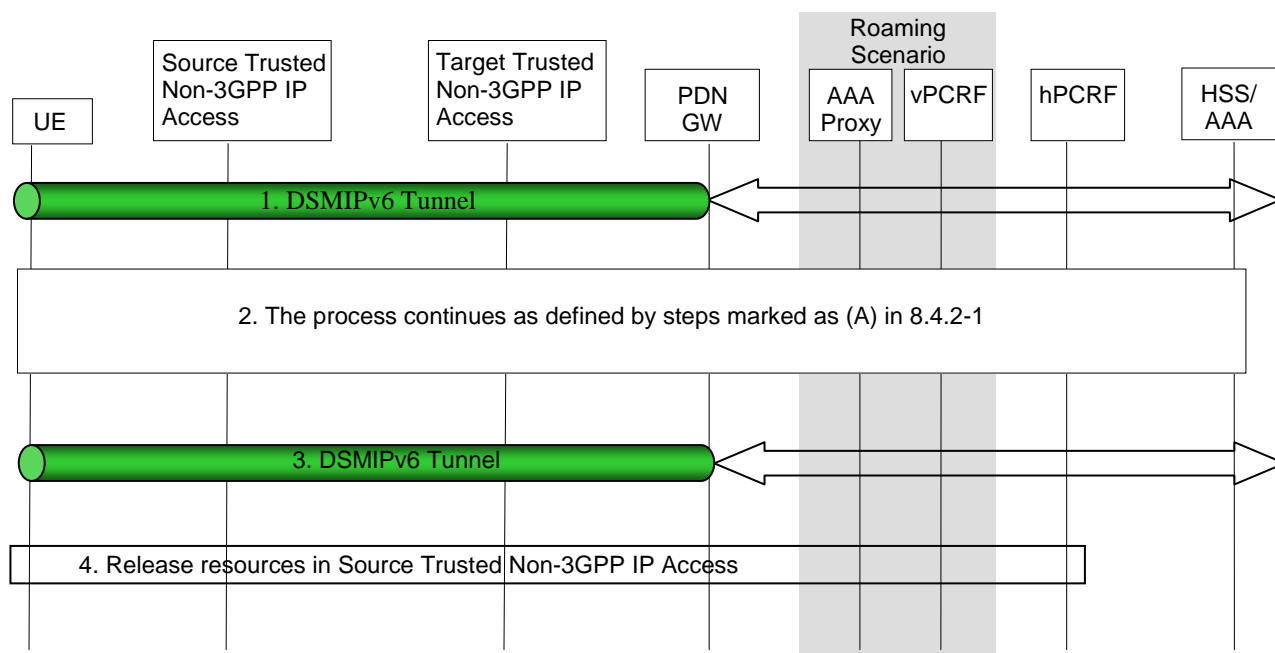 Roaming
Scenario
UE
Source Trusted
Non-3GPP IP
Access
Target Trusted
Non-3GPP IP
Access
PDN
GW
AAA
Proxy
vPCRF
hPCRF
HSS/
AAA
1. DSMIPv6 Tunnel
2. The process continues as defined by steps marked as (A) in 8.4.2-1
3. DSMIPv6 Tunnel
4. Release resources in Source Trusted Non-3GPP IP Access